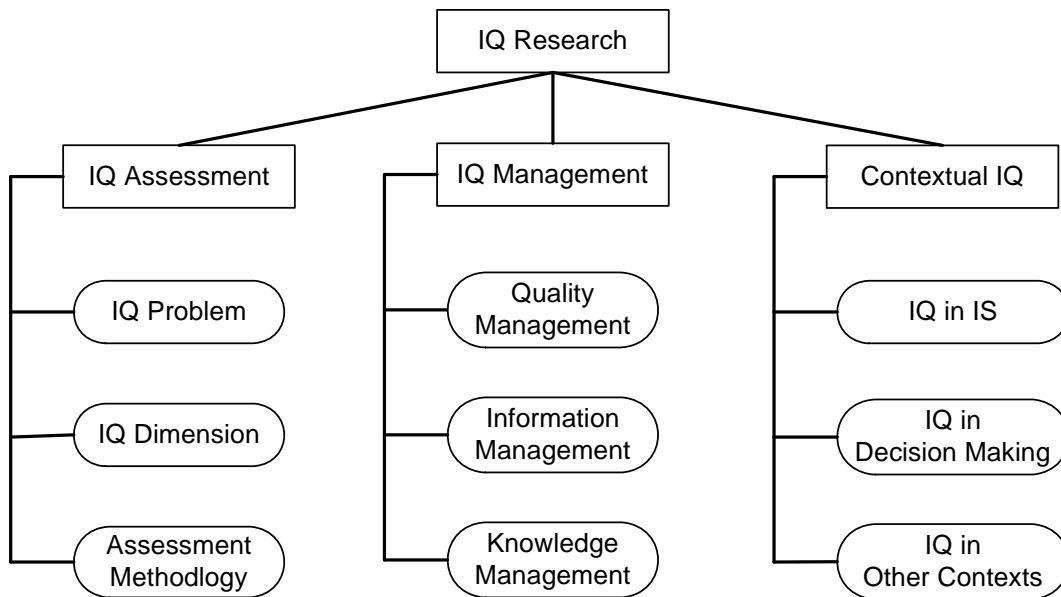 IQ Research
IQ Assessment
IQ Problem
IQ Dimension
Assessment
Methodlogy
IQ Management
Quality
Management
Information
Management
Knowledge
Management
Contextual IQ
IQ in IS
IQ in
Decision Making
IQ in
Other Contexts